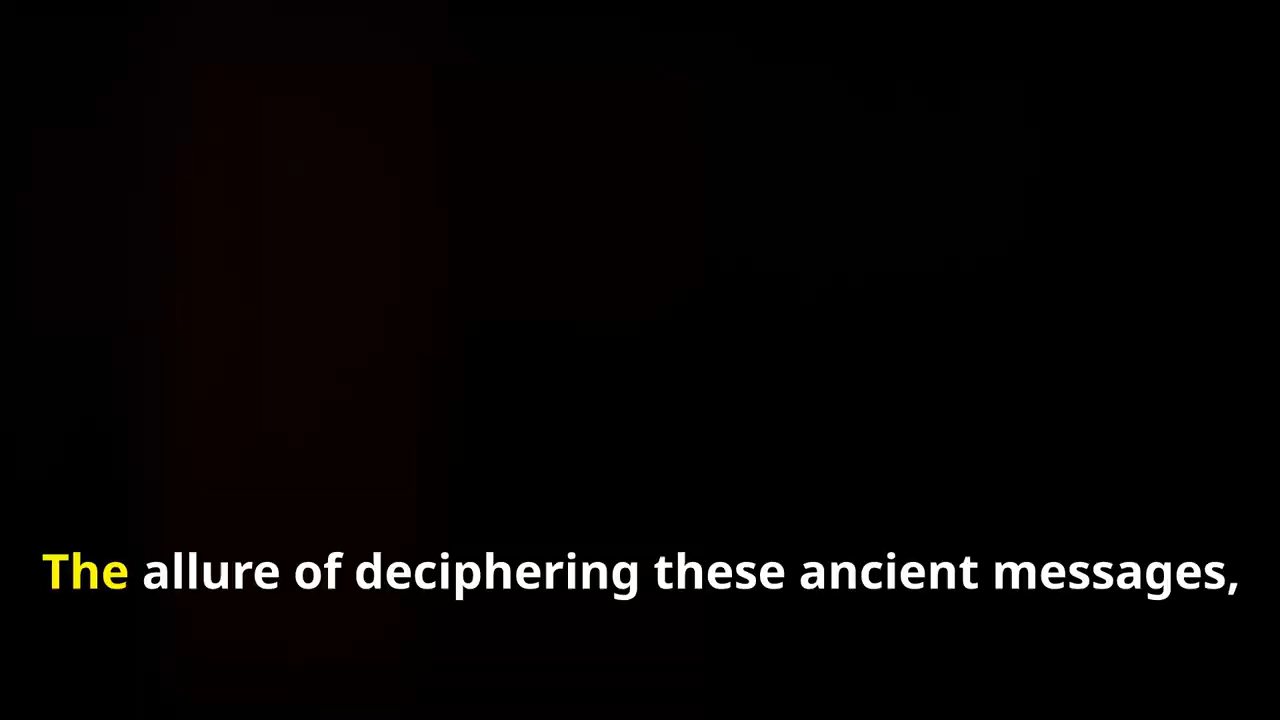 The allure of deciphering these ancient messages,